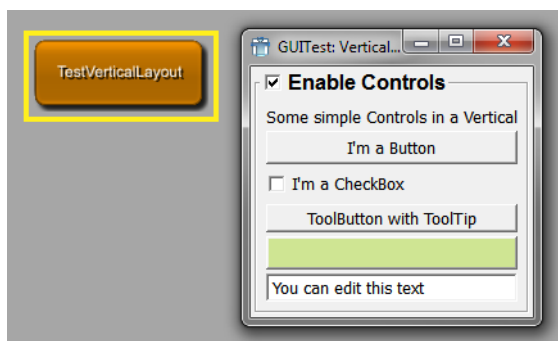 TestVerticalLayout
GUITest: Vertical...
Enable Controls
Some simple Controls in a Vertical
I'm a Button
I'm a CheckBox
ToolButton with ToolTip
You can edit this text